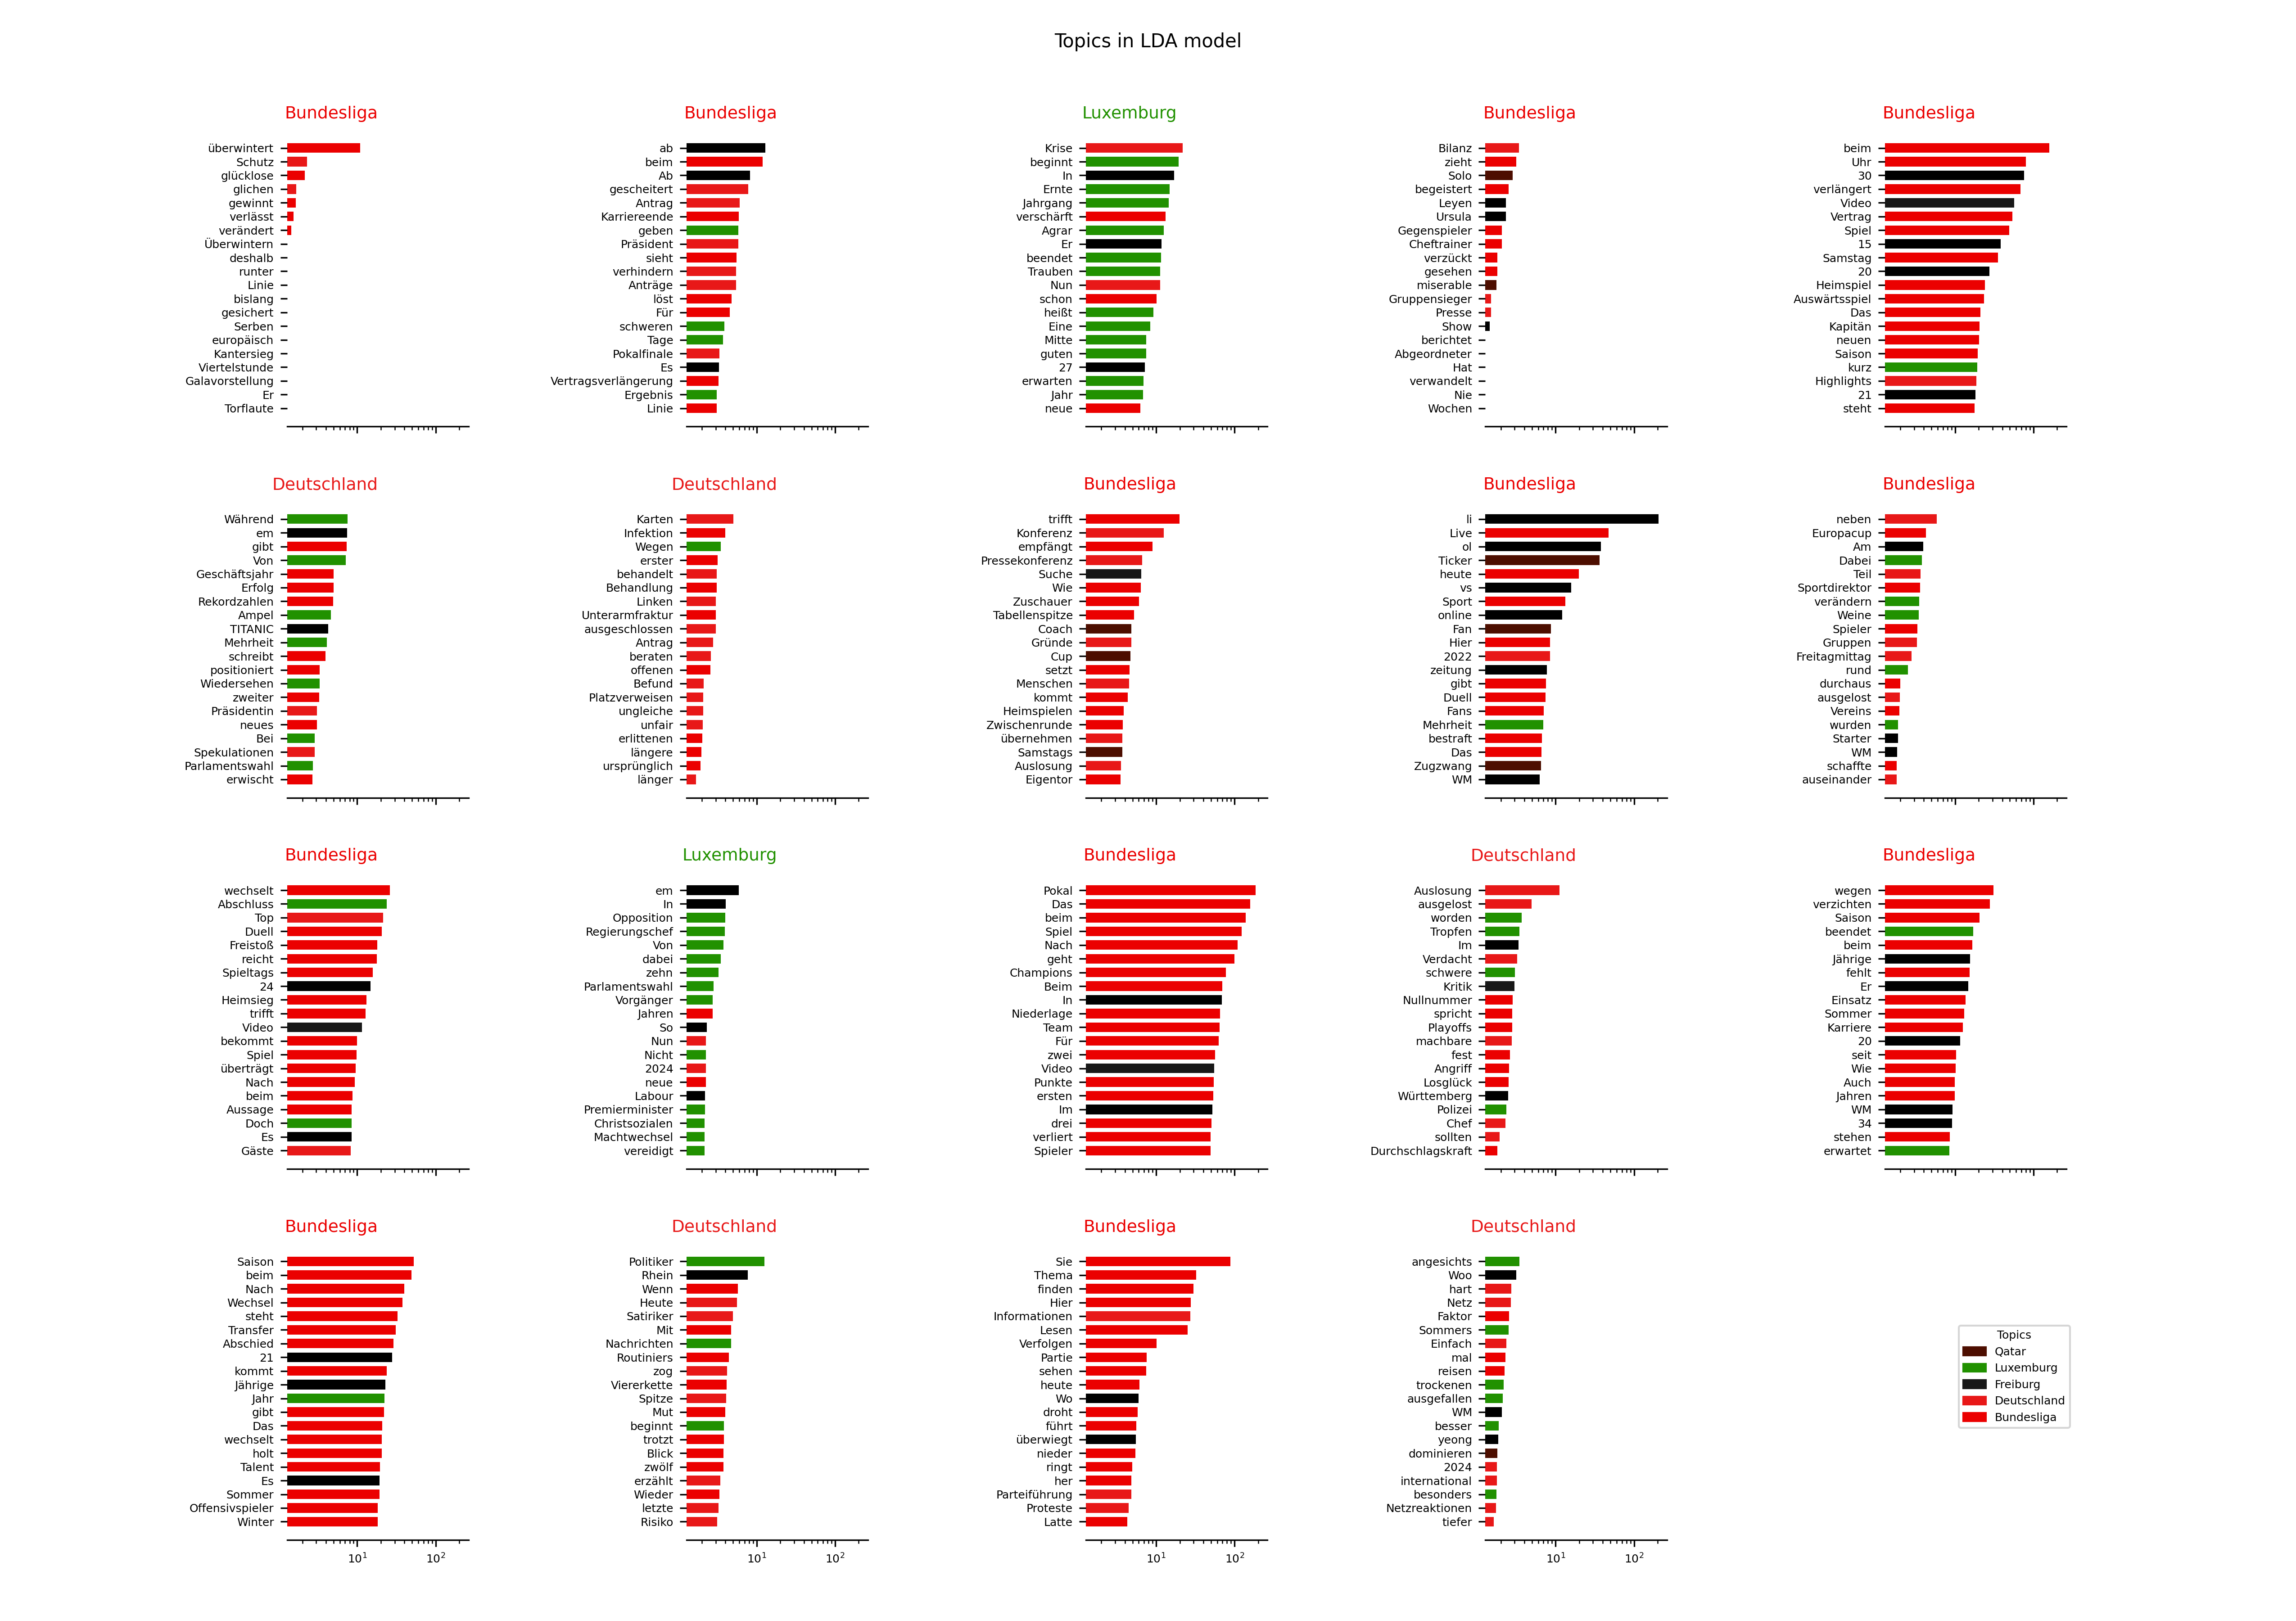 Topics in LDA model
Bundesliga
überwintert
Schutz
glücklose
glichen
gewinnt
verlässt
verändert
Überwintern
deshalb
runter
Linie
bislang
gesichert
Serben
europäisch
Kantersieg
Viertelstunde
Galavorstellung
Er
Torflaute
Bundesliga
ab
beim
Ab
gescheitert
Antrag
Karriereende
geben
Präsident
sieht
verhindern
Anträge
löst
Für
schweren
Tage
Pokalfinale
Es
Vertragsverlängerung
Ergebnis
Linie
Luxemburg
Krise
beginnt
In
Ernte
Jahrgang
verschärft
Agrar
Er
beendet
Trauben
Nun
schon
heißt
Eine
Mitte
guten
27
erwarten
Jahr
neue
Bundesliga
Bilanz
zieht
Solo
begeistert
Leyen
Ursula
Gegenspieler
Cheftrainer
verzückt
gesehen
miserable
Gruppensieger
Presse
Show
berichtet
Abgeordneter
Hat
verwandelt
Nie
Wochen
Bundesliga
beim
Uhr
30
verlängert
Video
Vertrag
Spiel
15
Samstag
20
Heimspiel
Auswärtsspiel
Das
Kapitän
neuen
Saison
kurz
Highlights
21
steht
Deutschland
Während
em
gibt
Von
Geschäftsjahr
Erfolg
Rekordzahlen
Ampel
TITANIC
Mehrheit
schreibt
positioniert
Wiedersehen
zweiter
Präsidentin
neues
Bei
Spekulationen
Parlamentswahl
erwischt
Deutschland
Karten
Infektion
Wegen
erster
behandelt
Behandlung
Linken
Unterarmfraktur
ausgeschlossen
Antrag
beraten
offenen
Befund
Platzverweisen
ungleiche
unfair
erlittenen
längere
ursprünglich
länger
Bundesliga
trifft
Konferenz
empfängt
Pressekonferenz
Suche
Wie
Zuschauer
Tabellenspitze
Coach
Gründe
Cup
setzt
Menschen
kommt
Heimspielen
Zwischenrunde
übernehmen
Samstags
Auslosung
Eigentor
Bundesliga
li
Live
ol
Ticker
heute
vs
Sport
online
Fan
Hier
2022
zeitung
gibt
Duell
Fans
Mehrheit
bestraft
Das
Zugzwang
WM
Bundesliga
neben
Europacup
Am
Dabei
Teil
Sportdirektor
verändern
Weine
Spieler
Gruppen
Freitagmittag
rund
durchaus
ausgelost
Vereins
wurden
Starter
WM
schaffte
auseinander
Bundesliga
wechselt
Abschluss
Top
Duell
Freistoß
reicht
Spieltags
24
Heimsieg
trifft
Video
bekommt
Spiel
überträgt
Nach
beim
Aussage
Doch
Es
Gäste
Luxemburg
em
In
Opposition
Regierungschef
Von
dabei
zehn
Parlamentswahl
Vorgänger
Jahren
So
Nun
Nicht
2024
neue
Labour
Premierminister
Christsozialen
Machtwechsel
vereidigt
Bundesliga
Pokal
Das
beim
Spiel
Nach
geht
Champions
Beim
In
Niederlage
Team
Für
zwei
Video
Punkte
ersten
Im
drei
verliert
Spieler
Deutschland
Auslosung
ausgelost
worden
Tropfen
Im
Verdacht
schwere
Kritik
Nullnummer
spricht
Playoffs
machbare
fest
Angriff
Losglück
Württemberg
Polizei
Chef
sollten
Durchschlagskraft
Bundesliga
wegen
verzichten
Saison
beendet
beim
Jährige
fehlt
Er
Einsatz
Sommer
Karriere
20
seit
Wie
Auch
Jahren
WM
34
stehen
erwartet
Bundesliga
Saison
beim
Nach
Wechsel
steht
Transfer
Abschied
21
kommt
Jährige
Jahr
gibt
Das
wechselt
holt
Talent
Es
Sommer
Offensivspieler
Winter
10¹ 10²
Deutschland
Politiker
Rhein
Wenn
Heute
Satiriker
Mit
Nachrichten
Routiniers
zog
Viererkette
Spitze
Mut
beginnt
trotzt
Blick
zwölf
erzählt
Wieder
letzte
Risiko
10¹ 10²
Bundesliga
Sie
Thema
finden
Hier
Informationen
Lesen
Verfolgen
Partie
sehen
heute
Wo
droht
führt
überwiegt
nieder
ringt
her
Parteiführung
Proteste
Latte
10¹ 10²
Deutschland
angesichts
Woo
hart
Netz
Faktor
Sommers
Einfach
mal
reisen
trockenen
ausgefallen
WM
besser
yeong
dominieren
2024
international
besonders
Netzreaktionen
tiefer
10¹ 10²
Topics
Qatar
Luxemburg
Freiburg
Deutschland
Bundesliga